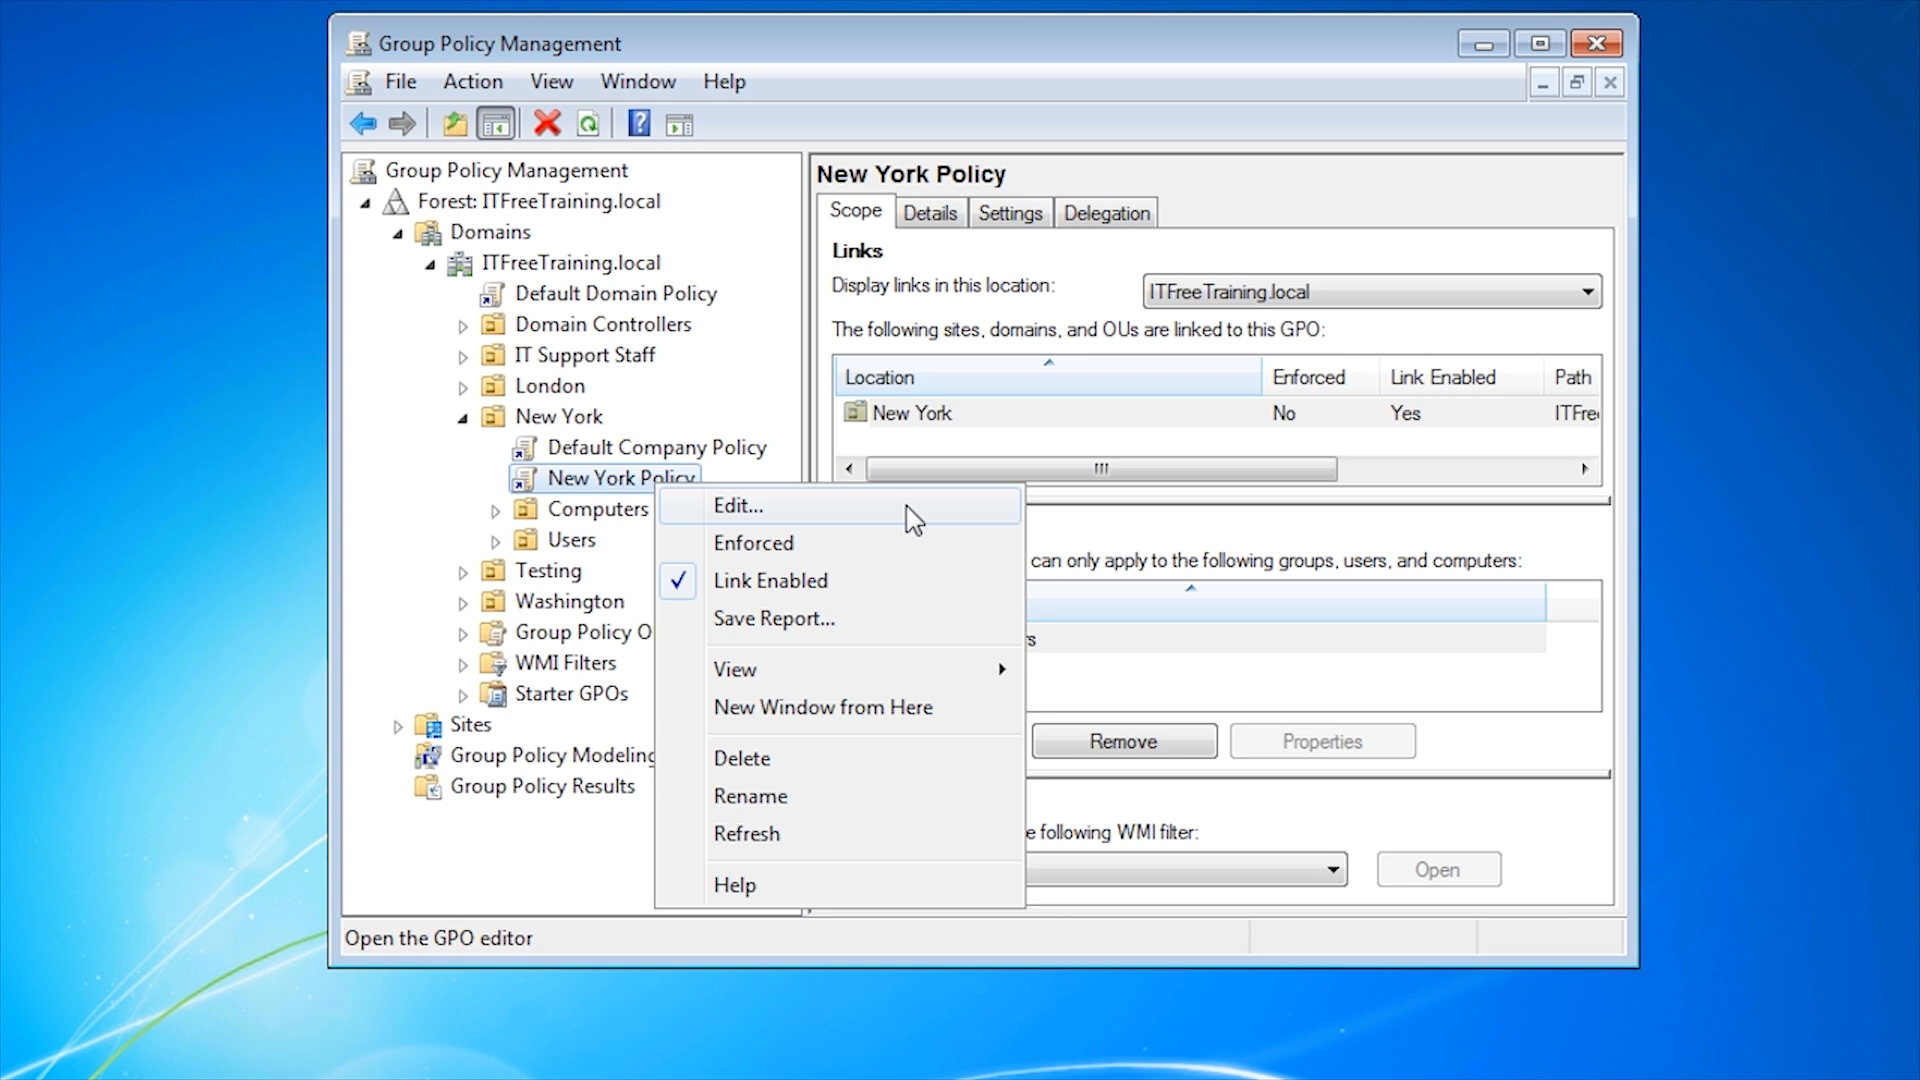 Group Policy Management
File Action View Window Help
Group Policy Management
Forest: ITFreeTraining.local
Domains
ITFreeTraining.local
Default Domain Policy
Domain Controllers
IT Support Staff
London
New York
Default Company Policy
New York Policy
Computers
Users
Testing
Washington
Group Policy O
WMI Filters
Starter GPOs
Sites
Group Policy Modeling
Group Policy Results
Edit...
Enforced
Link Enabled
Save Report...
View
New Window from Here
Delete
Rename
Refresh
Help
New York Policy
Scope Details Settings Delegation
Links
Display links in this location: ITFreeTraining.local
The following sites, domains, and OUs are linked to this GPO:
Location Enforced Link Enabled Path
New York No Yes ITFre
can only apply to the following groups, users, and computers:
rs
Remove Properties
e following WMI filter:
Open
Open the GPO editor